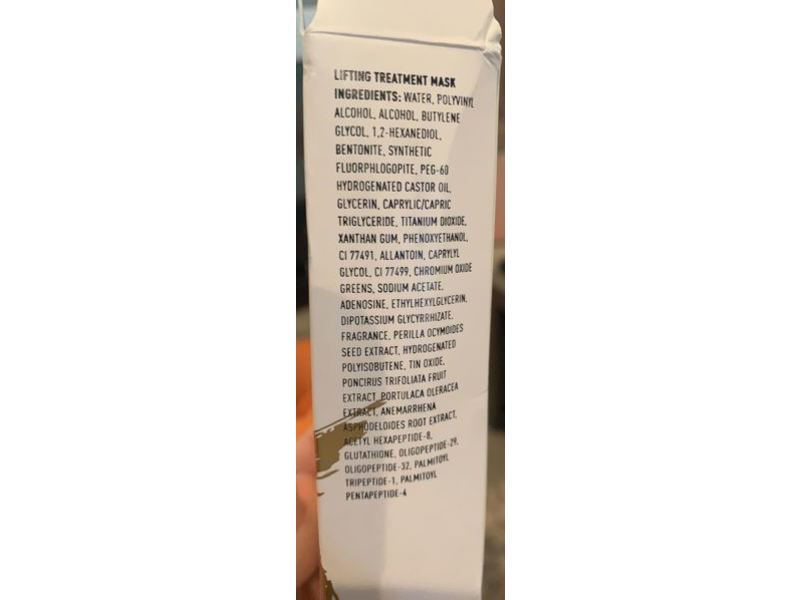 LIFTING TREATMENT MASK
INGREDIENTS: WATER, POLYVINYL
ALCOHOL, ALCOHOL, BUTYLENE
GLYCOL, 1,2-HEXANEDIOL,
BENTONITE, SYNTHETIC
FLUORPHLOGOPITE, PEG-60
HYDROGENATED CASTOR OIL,
GLYCERIN, CAPRYLIC/CAPRIC
TRIGLYCERIDE, TITANIUM DIOXIDE,
XANTHAN GUM, PHENOXYETHANOL,
CI 77491, ALLANTOIN, CAPRYLYL
GLYCOL, CI 77499, CHROMIUM OXIDE
GREENS, SODIUM ACETATE,
ADENOSINE, ETHYLHEXYLGLYCERIN,
DIPOTASSIUM GLYCYRRHIZATE,
FRAGRANCE, PERILLA OCYMOIDES
SEED EXTRACT, HYDROGENATED
POLYISOBUTENE, TIN OXIDE,
PONCIRUS TRIFOLIATA FRUIT
EXTRACT, PORTULACA OLERACEA
EXTRACT, ANEMARRHENA
ASPHODELOIDES ROOT EXTRACT,
ACETYL HEXAPEPTIDE-8,
GLUTATHIONE, OLIGOPEPTIDE-29,
OLIGOPEPTIDE-32, PALMITOYL
TRIPEPTIDE-1, PALMITOYL
PENTAPEPTIDE-4